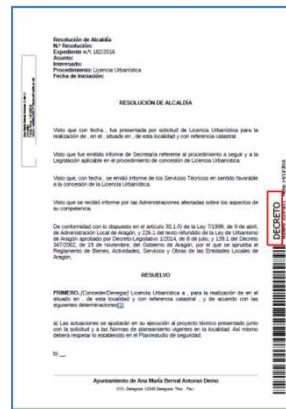 Resolución de Alcaldía
N.º Resolución:
Expediente n.º: 182/2016
Asunto:
Interesado:
Procedimiento: Licencia Urbanística
Fecha de Iniciación:
RESOLUCIÓN DE ALCALDÍA
Visto que con fecha , fue presentada por solicitud de Licencia Urbanística para la
realización de , en el , situado en , de esta localidad y con referencia catastral .
Visto que fue emitido informe de Secretaría referente al procedimiento a seguir y a la
Legislación aplicable en el procedimiento de concesión de Licencia Urbanística.
Visto que, con fecha , se emitió informe de los Servicios Técnicos en sentido favorable
a la concesión de la Licencia Urbanística.
Visto que se recibió informe por las Administraciones afectadas sobre los aspectos de
su competencia.
De conformidad con lo dispuesto en el artículo 30.1.ñ) de la Ley 7/1999, de 9 de abril,
de Administración Local de Aragón, y 226.1 del texto refundido de la Ley de Urbanismo
de Aragón aprobado por Decreto-Legislativo 1/2014, de 8 de julio, y 139.1 del Decreto
347/2002, de 19 de noviembre, del Gobierno de Aragón, por el que se aprueba el
Reglamento de Bienes, Actividades, Servicios y Obras de las Entidades Locales de
Aragón,
RESUELVO
PRIMERO. [Conceder/Denegar] Licencia Urbanística a , para la realización de en el
situado en , de esta localidad y con referencia catastral , y de acuerdo con las
siguientes determinaciones[1]:
a) Las actuaciones se ajustarán en su ejecución al proyecto técnico presentado junto
con la solicitud y a las Normas de planeamiento vigentes en la localidad. Así mismo
deberá respetar lo establecido en el Plan/estudio de seguridad.
b) __.
Ayuntamiento de Ana María Bernal Antoran Demo
DECRETO